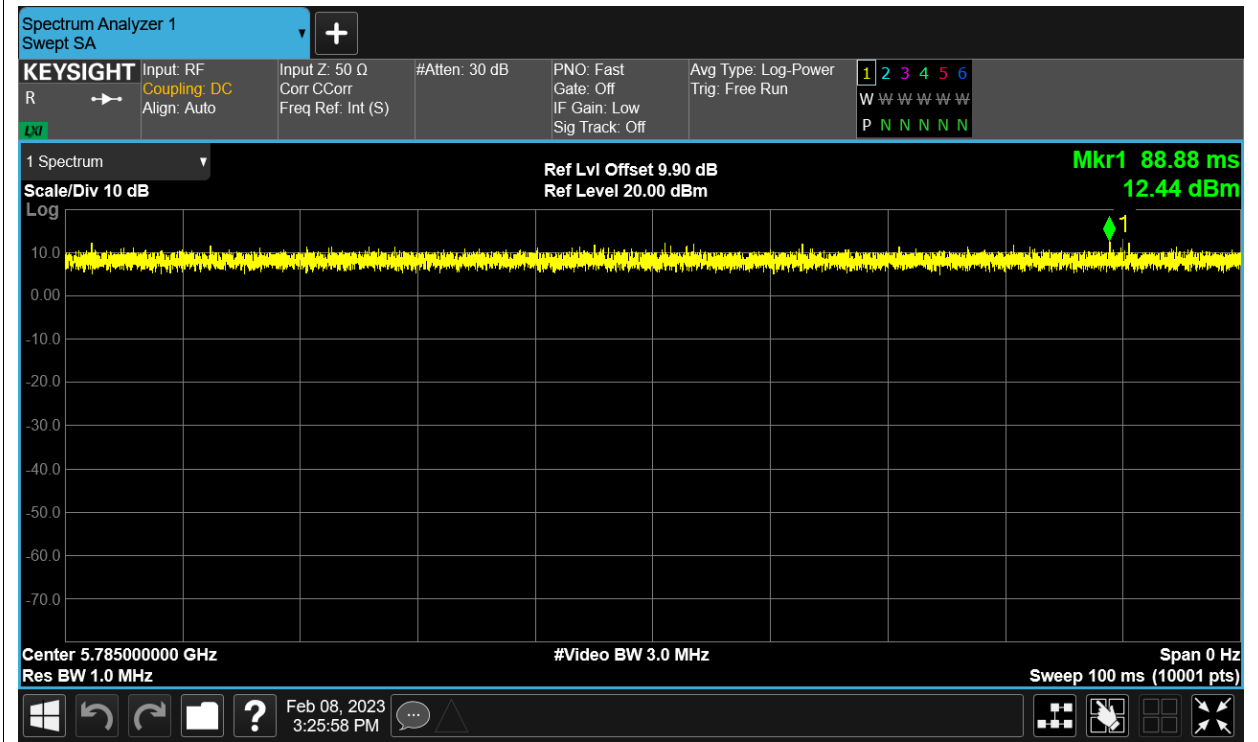 Spectrum Analyzer 1
Swept SA
KEYSIGHT
R
LXI
Input: RF
Coupling: DC
Align: Auto
Input Z: 50 Ω
Corr CCorr
Freq Ref: Int (S)
#Atten: 30 dB
PNO: Fast
Gate: Off
IF Gain: Low
Sig Track: Off
Avg Type: Log-Power
Trig: Free Run
1 2 3 4 5 6
W W W W W W
P N N N N N
1 Spectrum
Scale/Div 10 dB
Ref Lvl Offset 9.90 dB
Ref Level 20.00 dBm
Mkr1 88.88 ms
12.44 dBm
Log
1
10.0
0.00
-10.0
-20.0
-30.0
-40.0
-50.0
-60.0
-70.0
Center 5.785000000 GHz
#Video BW 3.0 MHz
Span 0 Hz
Res BW 1.0 MHz
Sweep 100 ms (10001 pts)
?
Feb 08, 2023
3:25:58 PM